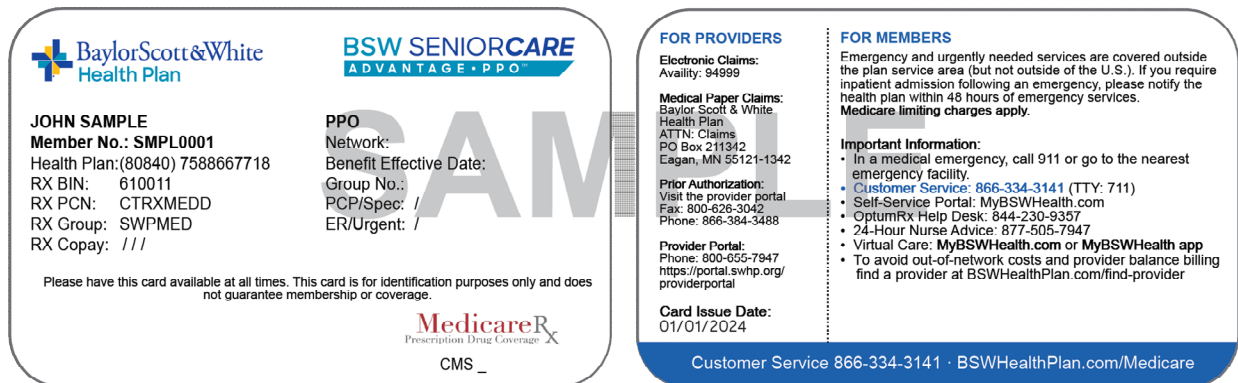 BaylorScott&White
Health Plan
BSW SENIORCARE
ADVANTAGE • PPO™
SAMPLE
JOHN SAMPLE
Member No.: SMPL0001
Health Plan:(80840) 7588667718
RX BIN: 610011
RX PCN: CTRXMEDD
RX Group: SWPMED
RX Copay: / / /
PPO
Network:
Benefit Effective Date:
Group No.:
PCP/Spec: /
ER/Urgent: /
Please have this card available at all times. This card is for identification purposes only and does
not guarantee membership or coverage.
MedicareRx
Prescription Drug Coverage
CMS _
FOR PROVIDERS
Electronic Claims:
Availity: 94999
Medical Paper Claims:
Baylor Scott & White
Health Plan
ATTN: Claims
PO Box 211342
Eagan, MN 55121-1342
Prior Authorization:
Visit the provider portal
Fax: 800-626-3042
Phone: 866-384-3488
Provider Portal:
Phone: 800-655-7947
https://portal.swhp.org/
providerportal
Card Issue Date:
01/01/2024
FOR MEMBERS
Emergency and urgently needed services are covered outside
the plan service area (but not outside of the U.S.). If you require
inpatient admission following an emergency, please notify the
health plan within 48 hours of emergency services.
Medicare limiting charges apply.
Important Information:
• In a medical emergency, call 911 or go to the nearest
emergency facility.
• Customer Service: 866-334-3141 (TTY: 711)
• Self-Service Portal: MyBSWHealth.com
• OptumRx Help Desk: 844-230-9357
• 24-Hour Nurse Advice: 877-505-7947
• Virtual Care: MyBSWHealth.com or MyBSWHealth app
• To avoid out-of-network costs and provider balance billing
find a provider at BSWHealthPlan.com/find-provider
Customer Service 866-334-3141 · BSWHealthPlan.com/Medicare